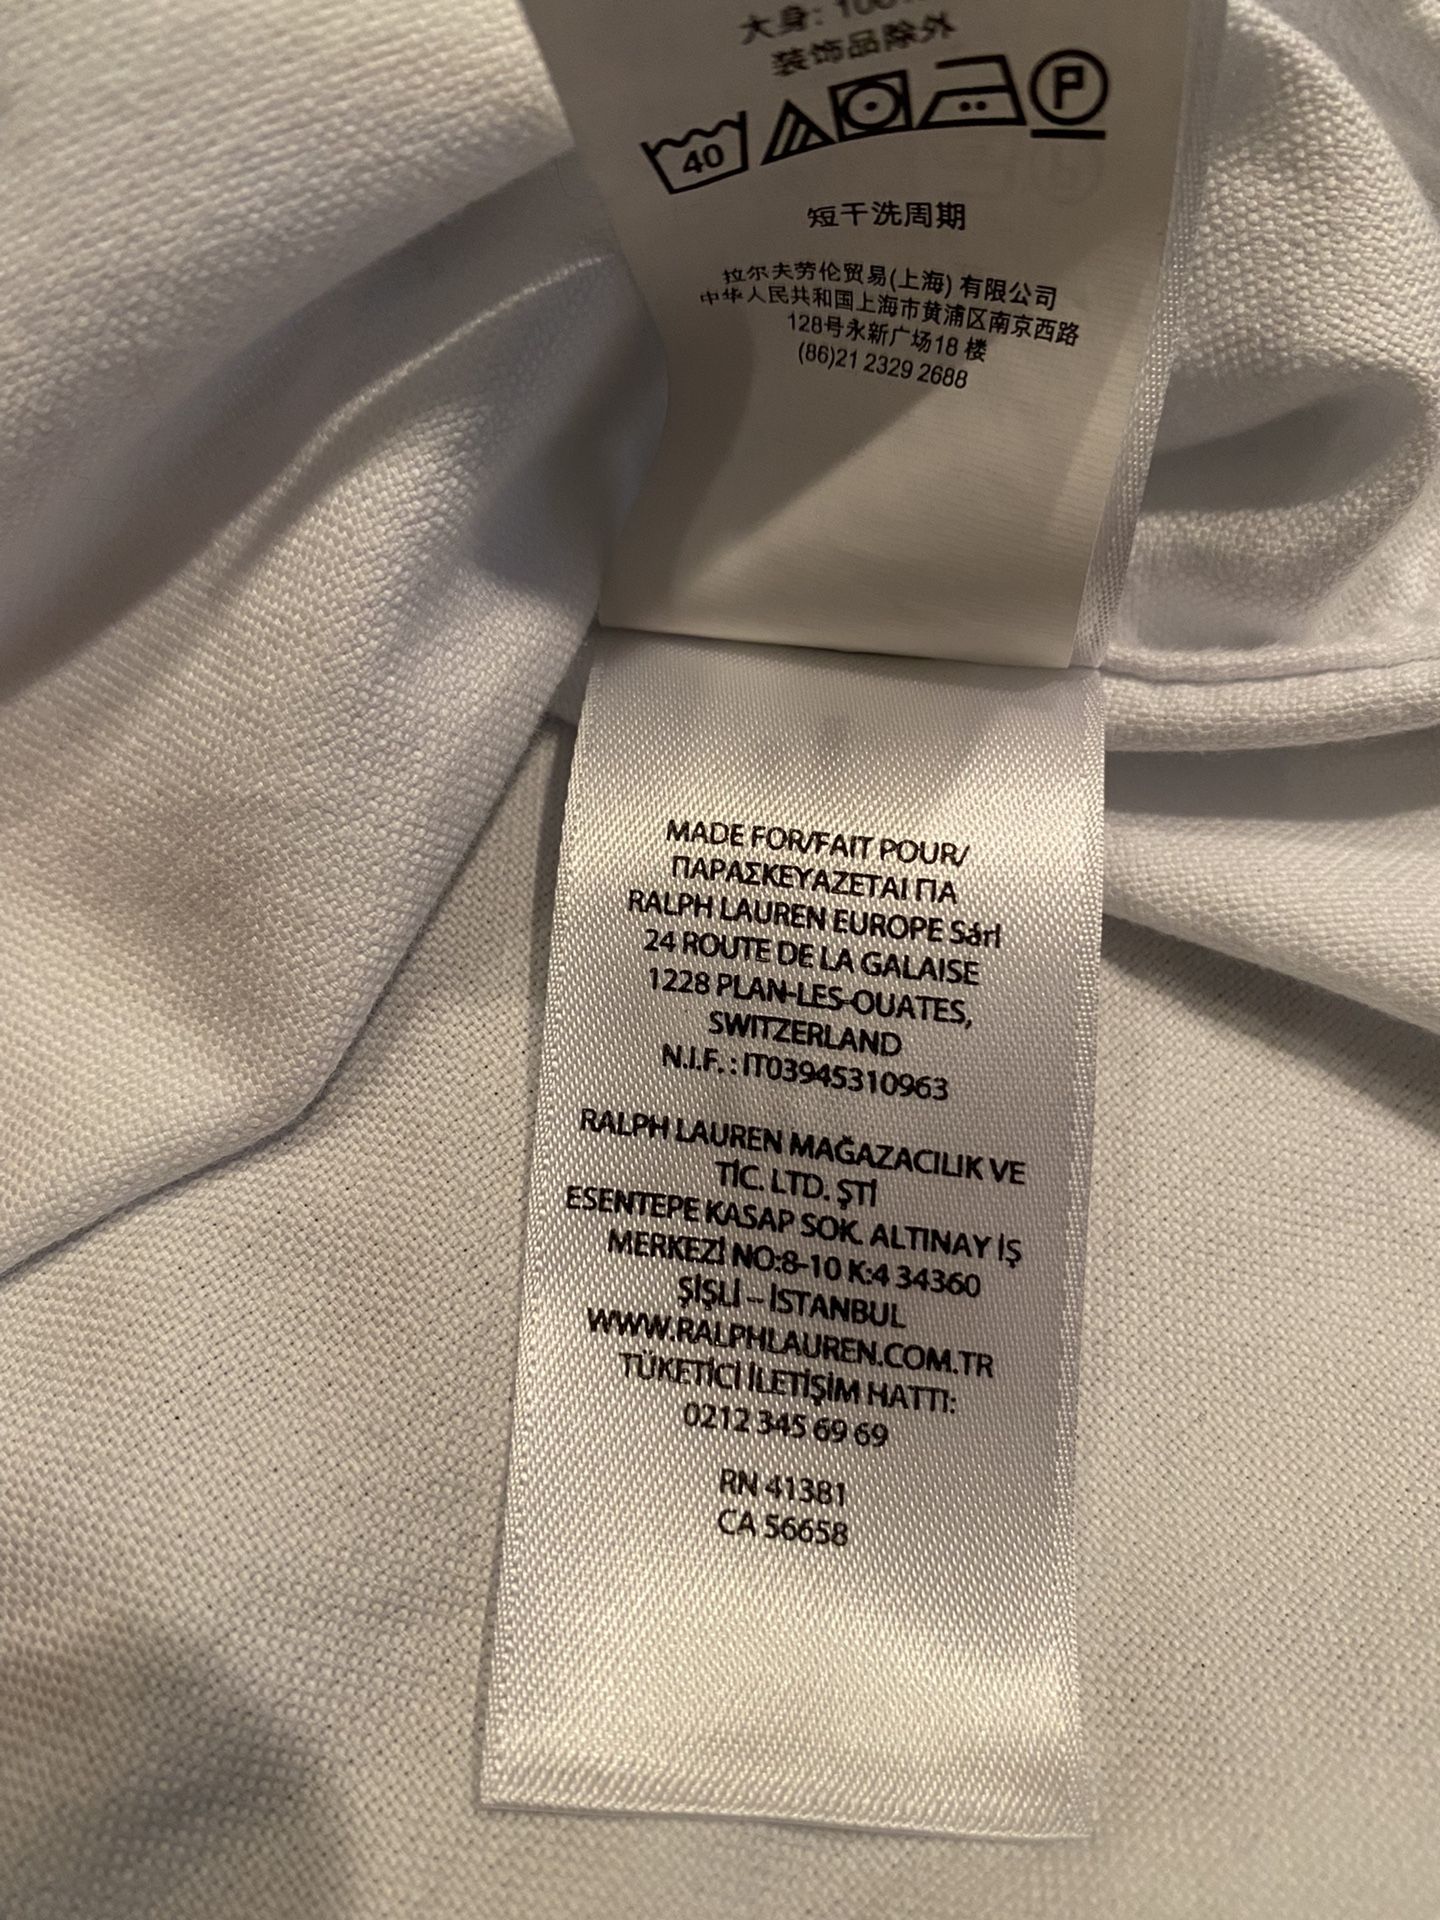 大身: 100%
装饰品除外
40 P
短干洗周期
拉尔夫劳伦贸易(上海) 有限公司
中华人民共和国上海市黄浦区南京西路
128号永新广场18 楼
(86)21 2329 2688
MADE FOR/FAIT POUR/
ΠΑΡΑΣΚΕΥΑΖΕΤΑΙ ΓΙΑ
RALPH LAUREN EUROPE Sárl
24 ROUTE DE LA GALAISE
1228 PLAN-LES-OUATES,
SWITZERLAND
N.I.F. : IT03945310963
RALPH LAUREN MAĞAZACILIK VE
TİC. LTD. ŞTİ
ESENTEPE KASAP SOK. ALTINAY İŞ
MERKEZİ NO:8-10 K:4 34360
ŞİŞLİ – İSTANBUL
WWW.RALPHLAUREN.COM.TR
TÜKETİCİ İLETİŞİM HATTI:
0212 345 69 69
RN 41381
CA 56658